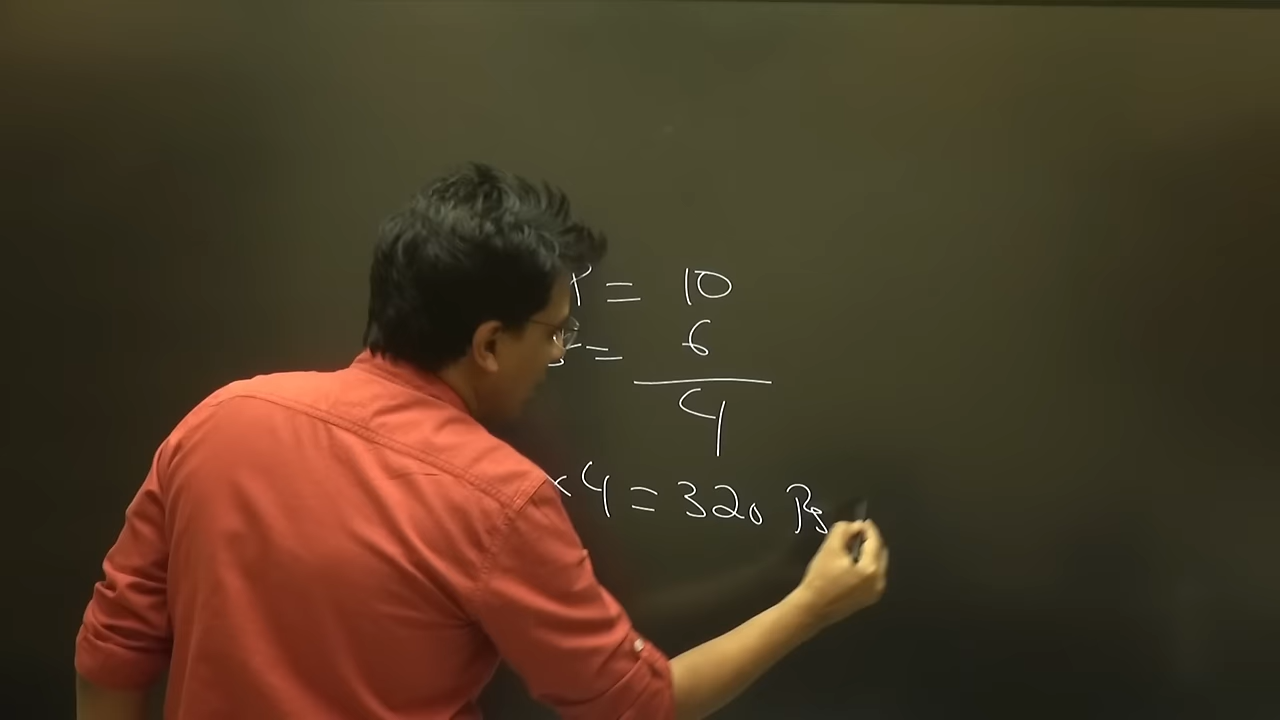 P = 10
= 6
4
× 4 = 320 Rs